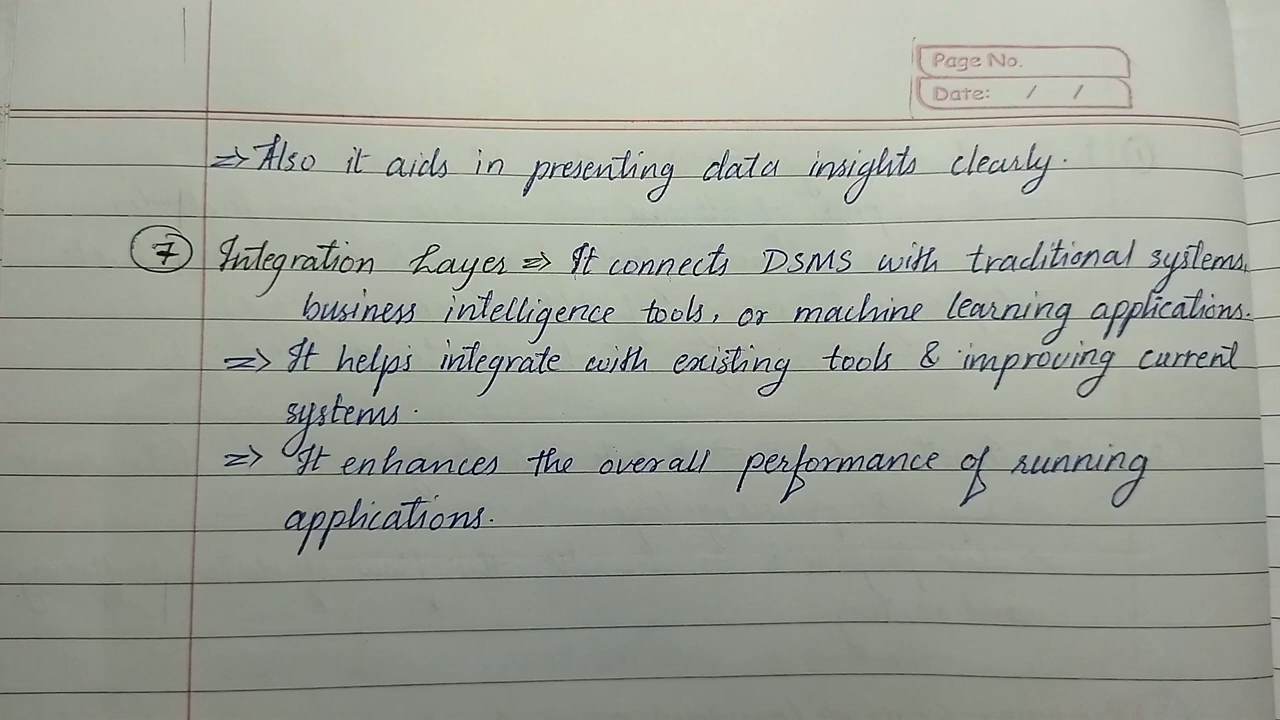 Page No.
Date: / /
⇒ Also it aids in presenting data insights clearly.
7 Integration Layer ⇒ It connects DSMS with traditional systems,
business intelligence tools, or machine learning applications.
⇒ It helps integrate with existing tools & improving current
systems.
⇒ It enhances the overall performance of running
applications.